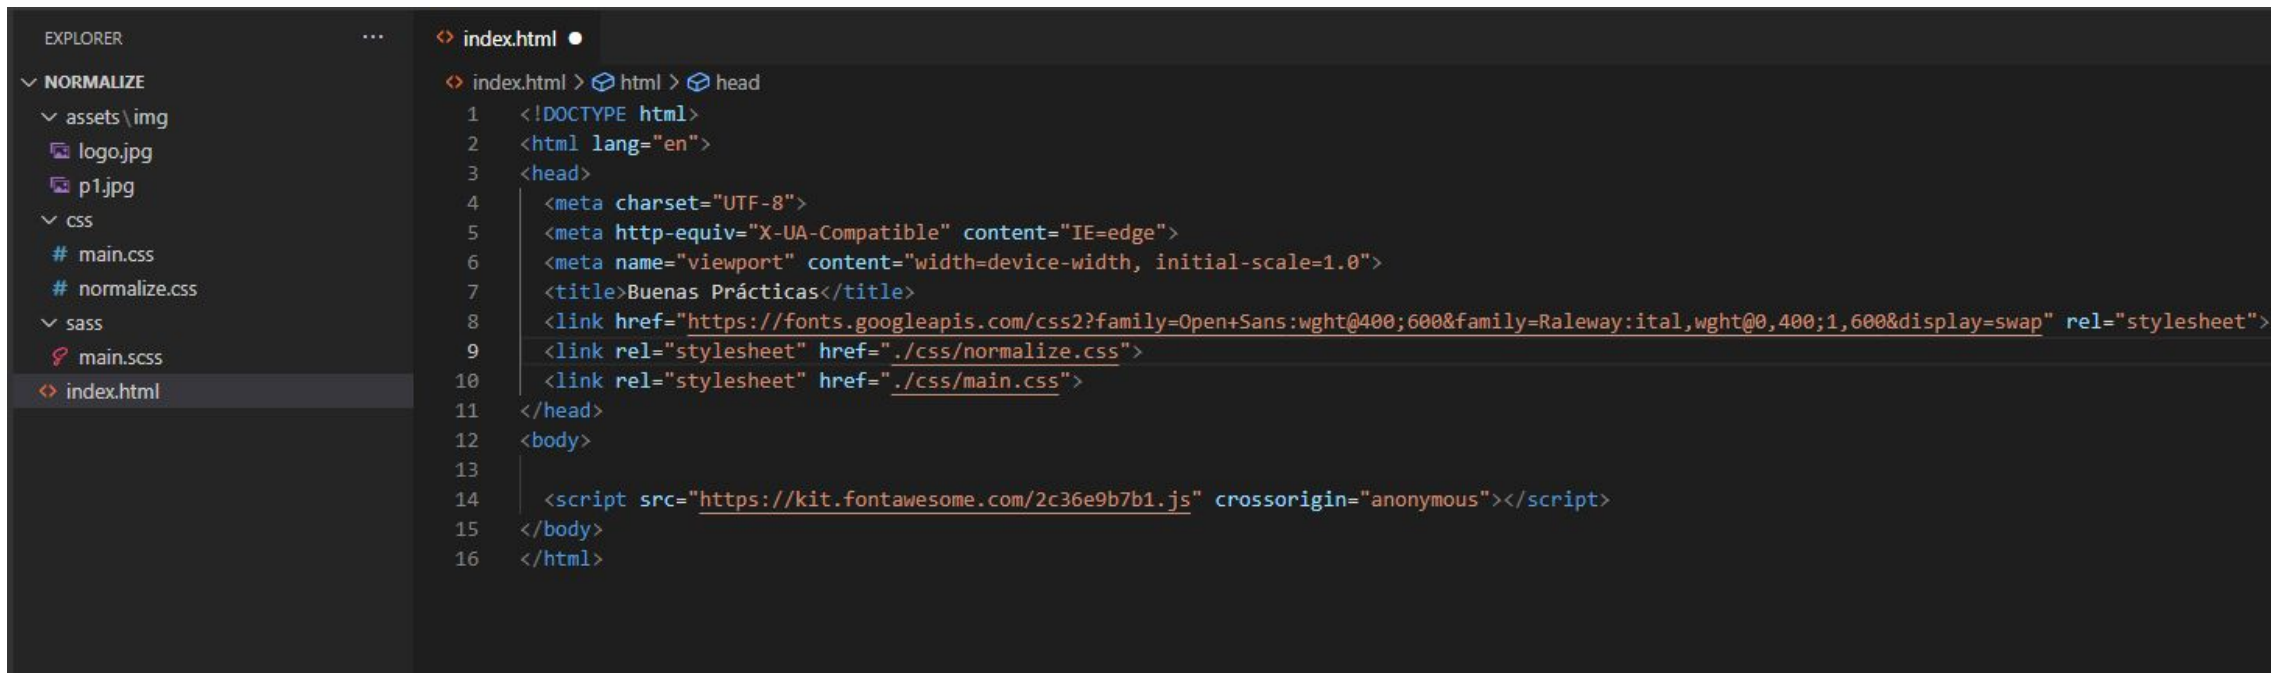 EXPLORER ...
NORMALIZE
assets\img
logo.jpg
p1.jpg
css
# main.css
# normalize.css
sass
main.scss
<> index.html
<> index.html ●
<> index.html > html > head
1 <!DOCTYPE html>
2 <html lang="en">
3 <head>
4 <meta charset="UTF-8">
5 <meta http-equiv="X-UA-Compatible" content="IE=edge">
6 <meta name="viewport" content="width=device-width, initial-scale=1.0">
7 <title>Buenas Prácticas</title>
8 <link href="https://fonts.googleapis.com/css2?family=Open+Sans:wght@400;600&family=Raleway:ital,wght@0,400;1,600&display=swap" rel="stylesheet">
9 <link rel="stylesheet" href="./css/normalize.css">
10 <link rel="stylesheet" href="./css/main.css">
11 </head>
12 <body>
13
14 <script src="https://kit.fontawesome.com/2c36e9b7b1.js" crossorigin="anonymous"></script>
15 </body>
16 </html>